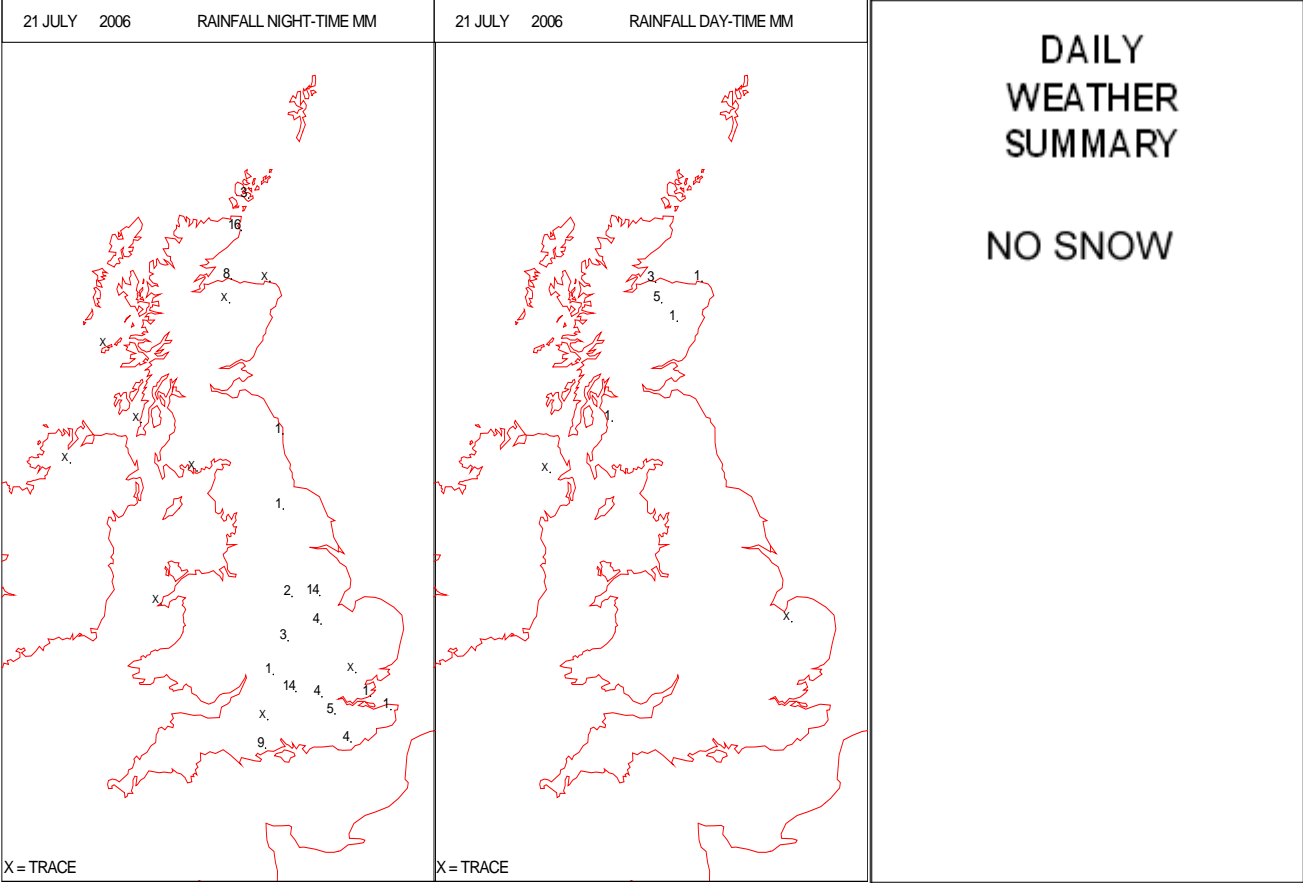 21 JULY 2006 RAINFALL NIGHT-TIME MM
3.
16.
8. X.
X.
X.
X.
1.
X.
X.
1.
2. 14.
X.
4.
3.
1. X.
14. 4. 1.
5. 1.
X.
9. 4.
X = TRACE
21 JULY 2006 RAINFALL DAY-TIME MM
3. 1.
5.
1.
1.
X.
X.
X = TRACE
DAILY
WEATHER
SUMMARY
NO SNOW